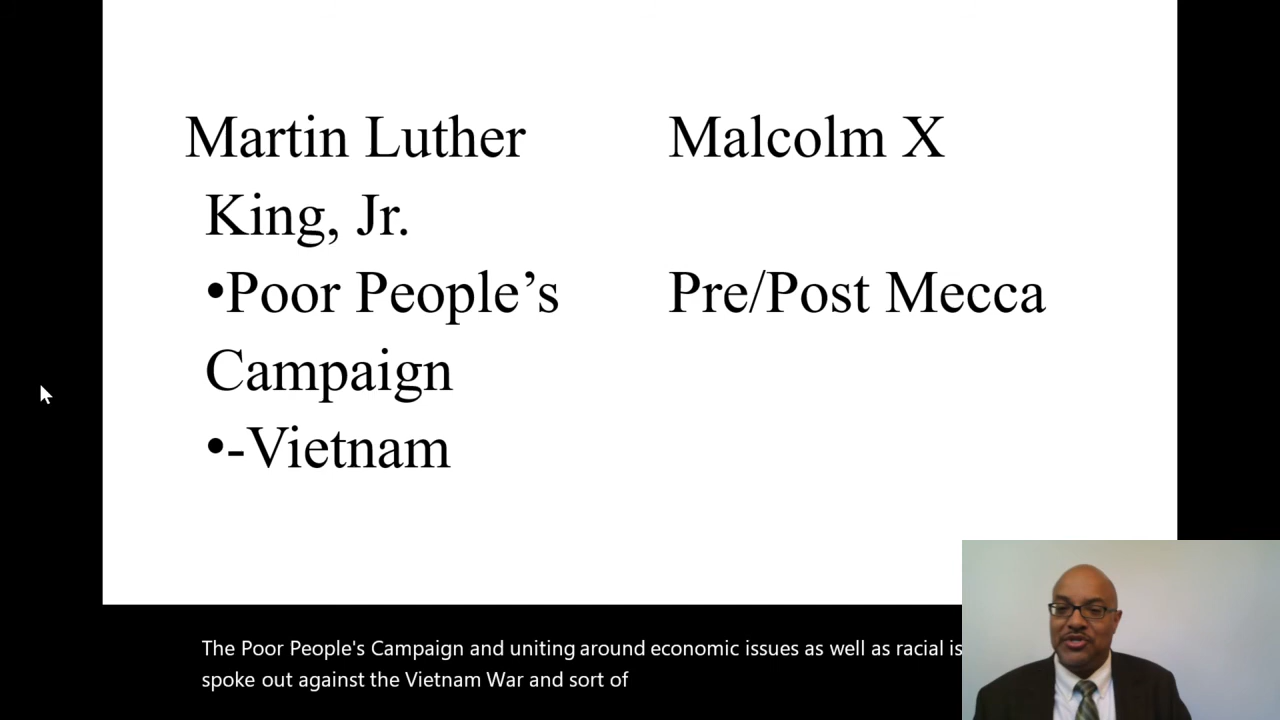 Martin Luther
King, Jr.
•Poor People’s
Campaign
•-Vietnam
Malcolm X
Pre/Post Mecca
The Poor People's Campaign and uniting around economic issues as well as racial
spoke out against the Vietnam War and sort of